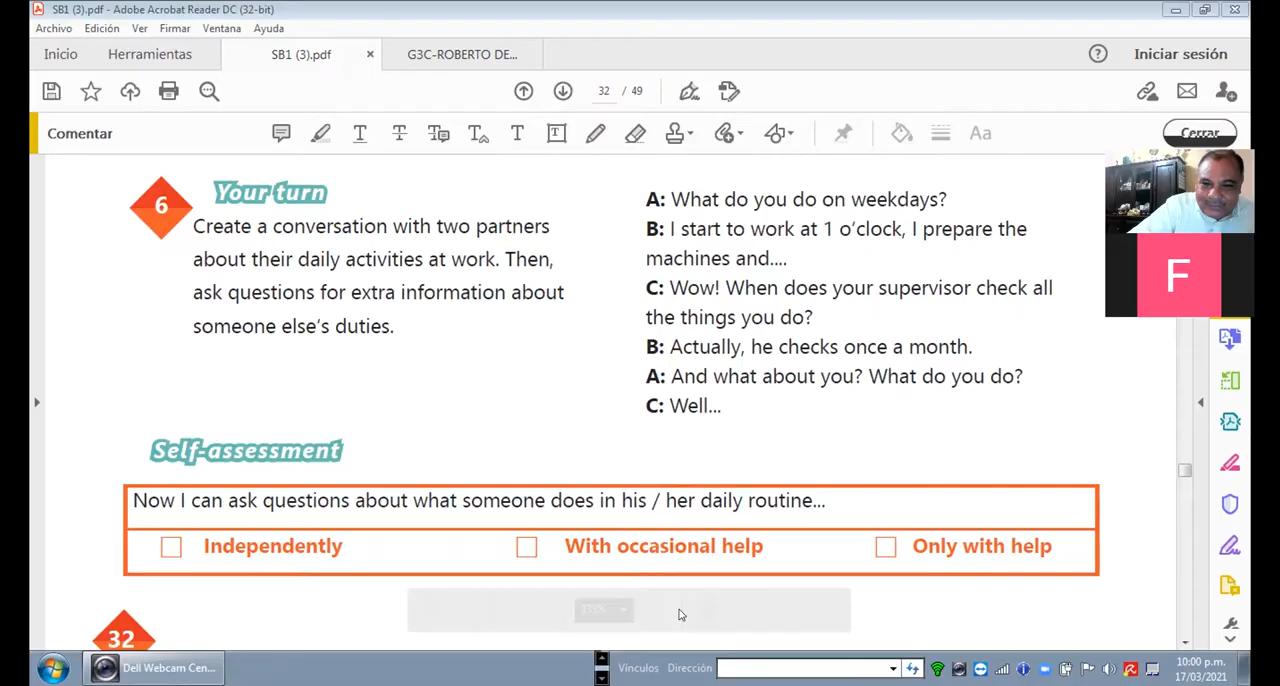 SB1 (3).pdf - Adobe Acrobat Reader DC (32-bit)
Archivo Edición Ver Firmar Ventana Ayuda
Inicio Herramientas SB1 (3).pdf × G3C-ROBERTO DE... Iniciar sesión
32 / 49
Comentar Aa Cerrar
6 Your turn
Create a conversation with two partners
about their daily activities at work. Then,
ask questions for extra information about
someone else's duties.
A: What do you do on weekdays?
B: I start to work at 1 o'clock, I prepare the
machines and....
C: Wow! When does your supervisor check all
the things you do?
B: Actually, he checks once a month.
A: And what about you? What do you do?
C: Well...
F
Self-assessment
Now I can ask questions about what someone does in his / her daily routine...
Independently With occasional help Only with help
32
Dell Webcam Cen... Vínculos Dirección 10:00 p.m.
17/03/2021